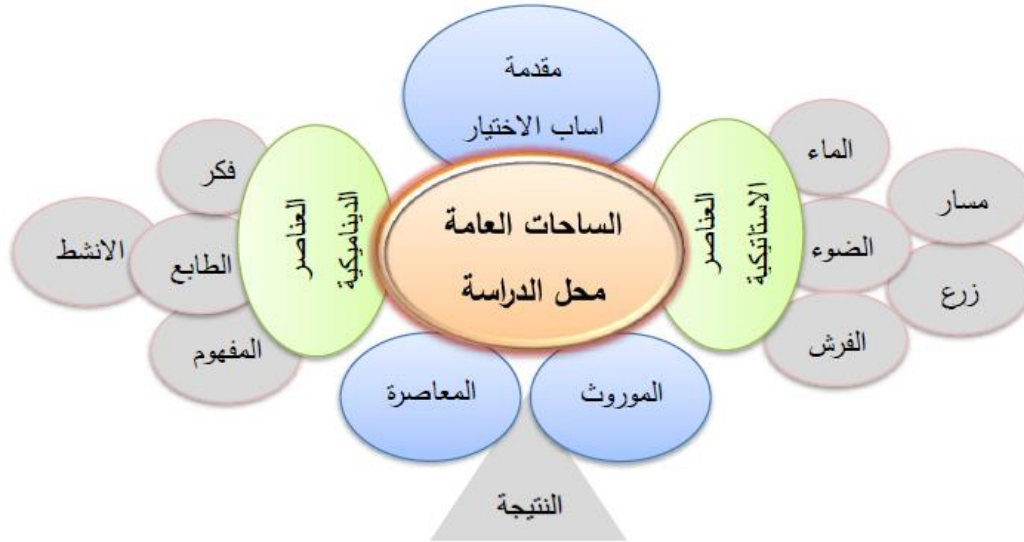 مقدمة
اساب الاختيار
الساحات العامة
محل الدراسة
العناصر
الاستاتيكية
الماء
الضوء
الفرش
مسار
زرع
العناصر
الديناميكية
فكر
الطابع
المفهوم
الانشط
الموروث
المعاصرة
النتيجة